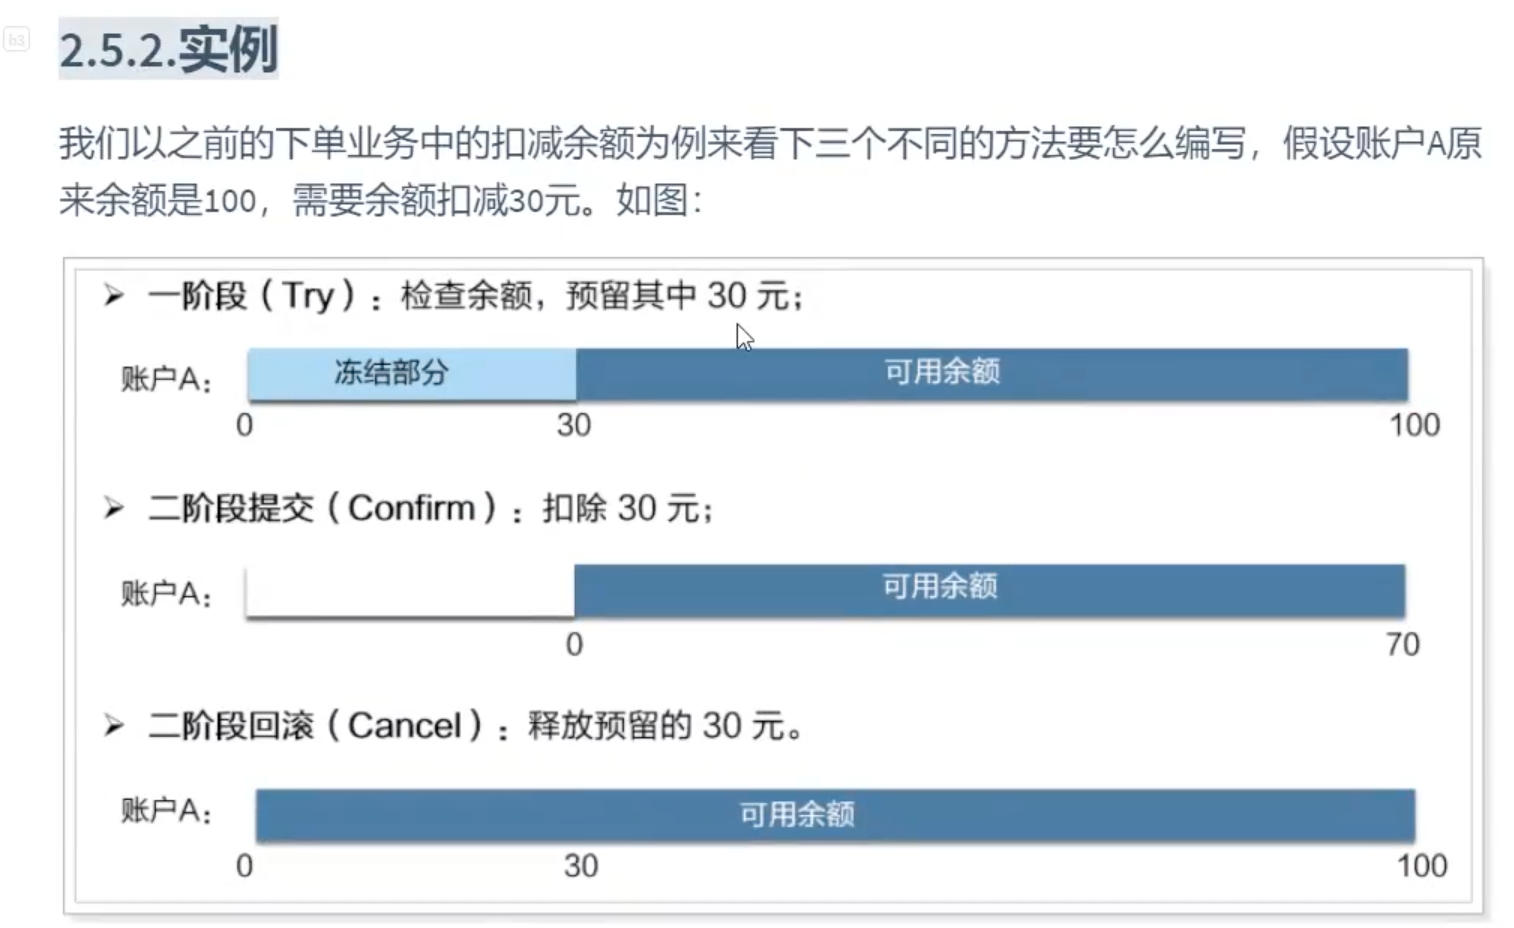 b3
2.5.2.实例
我们以之前的下单业务中的扣减余额为例来看下三个不同的方法要怎么编写，假设账户A原
来余额是100，需要余额扣减30元。如图：
➢ 一阶段（Try）：检查余额，预留其中 30 元；
账户A： 冻结部分 可用余额
0 30 100
➢ 二阶段提交（Confirm）：扣除 30 元；
账户A： 可用余额
0 70
➢ 二阶段回滚（Cancel）：释放预留的 30 元。
账户A： 可用余额
0 30 100